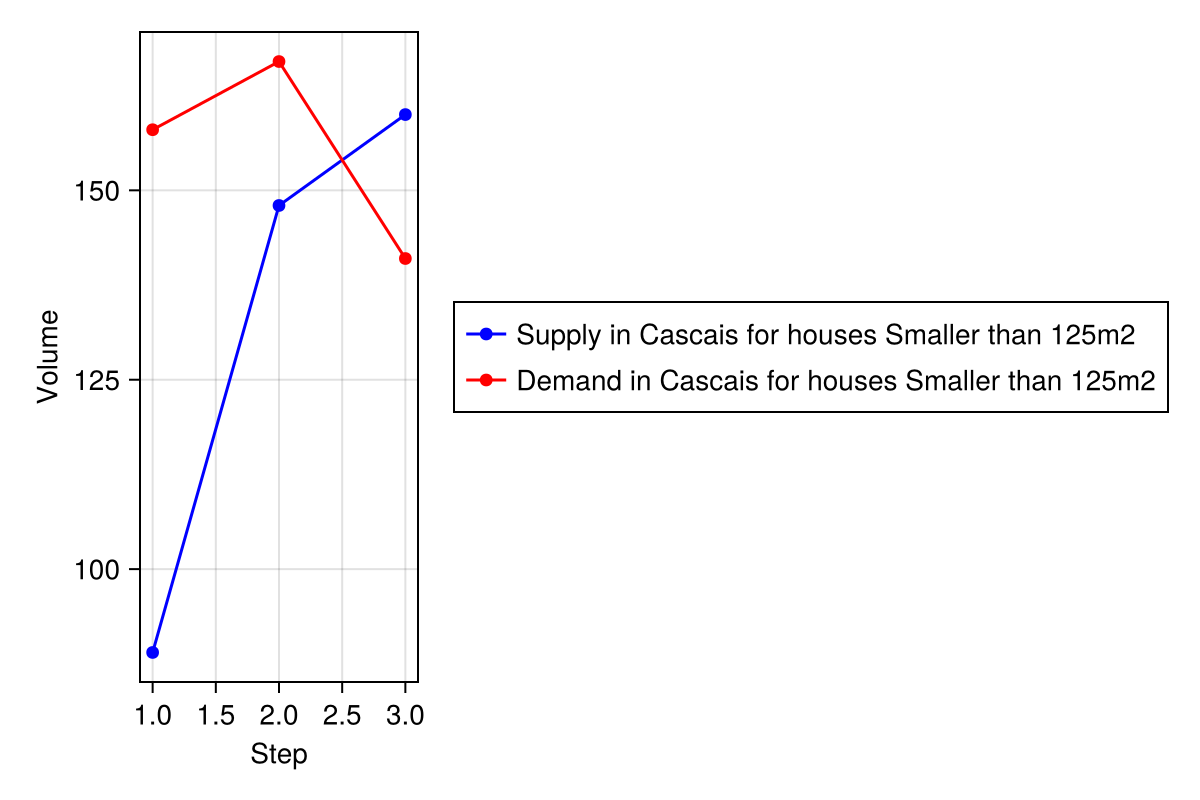 150
125
100
Volume
1.0 1.5 2.0 2.5 3.0
Step
Supply in Cascais for houses Smaller than 125m2
Demand in Cascais for houses Smaller than 125m2